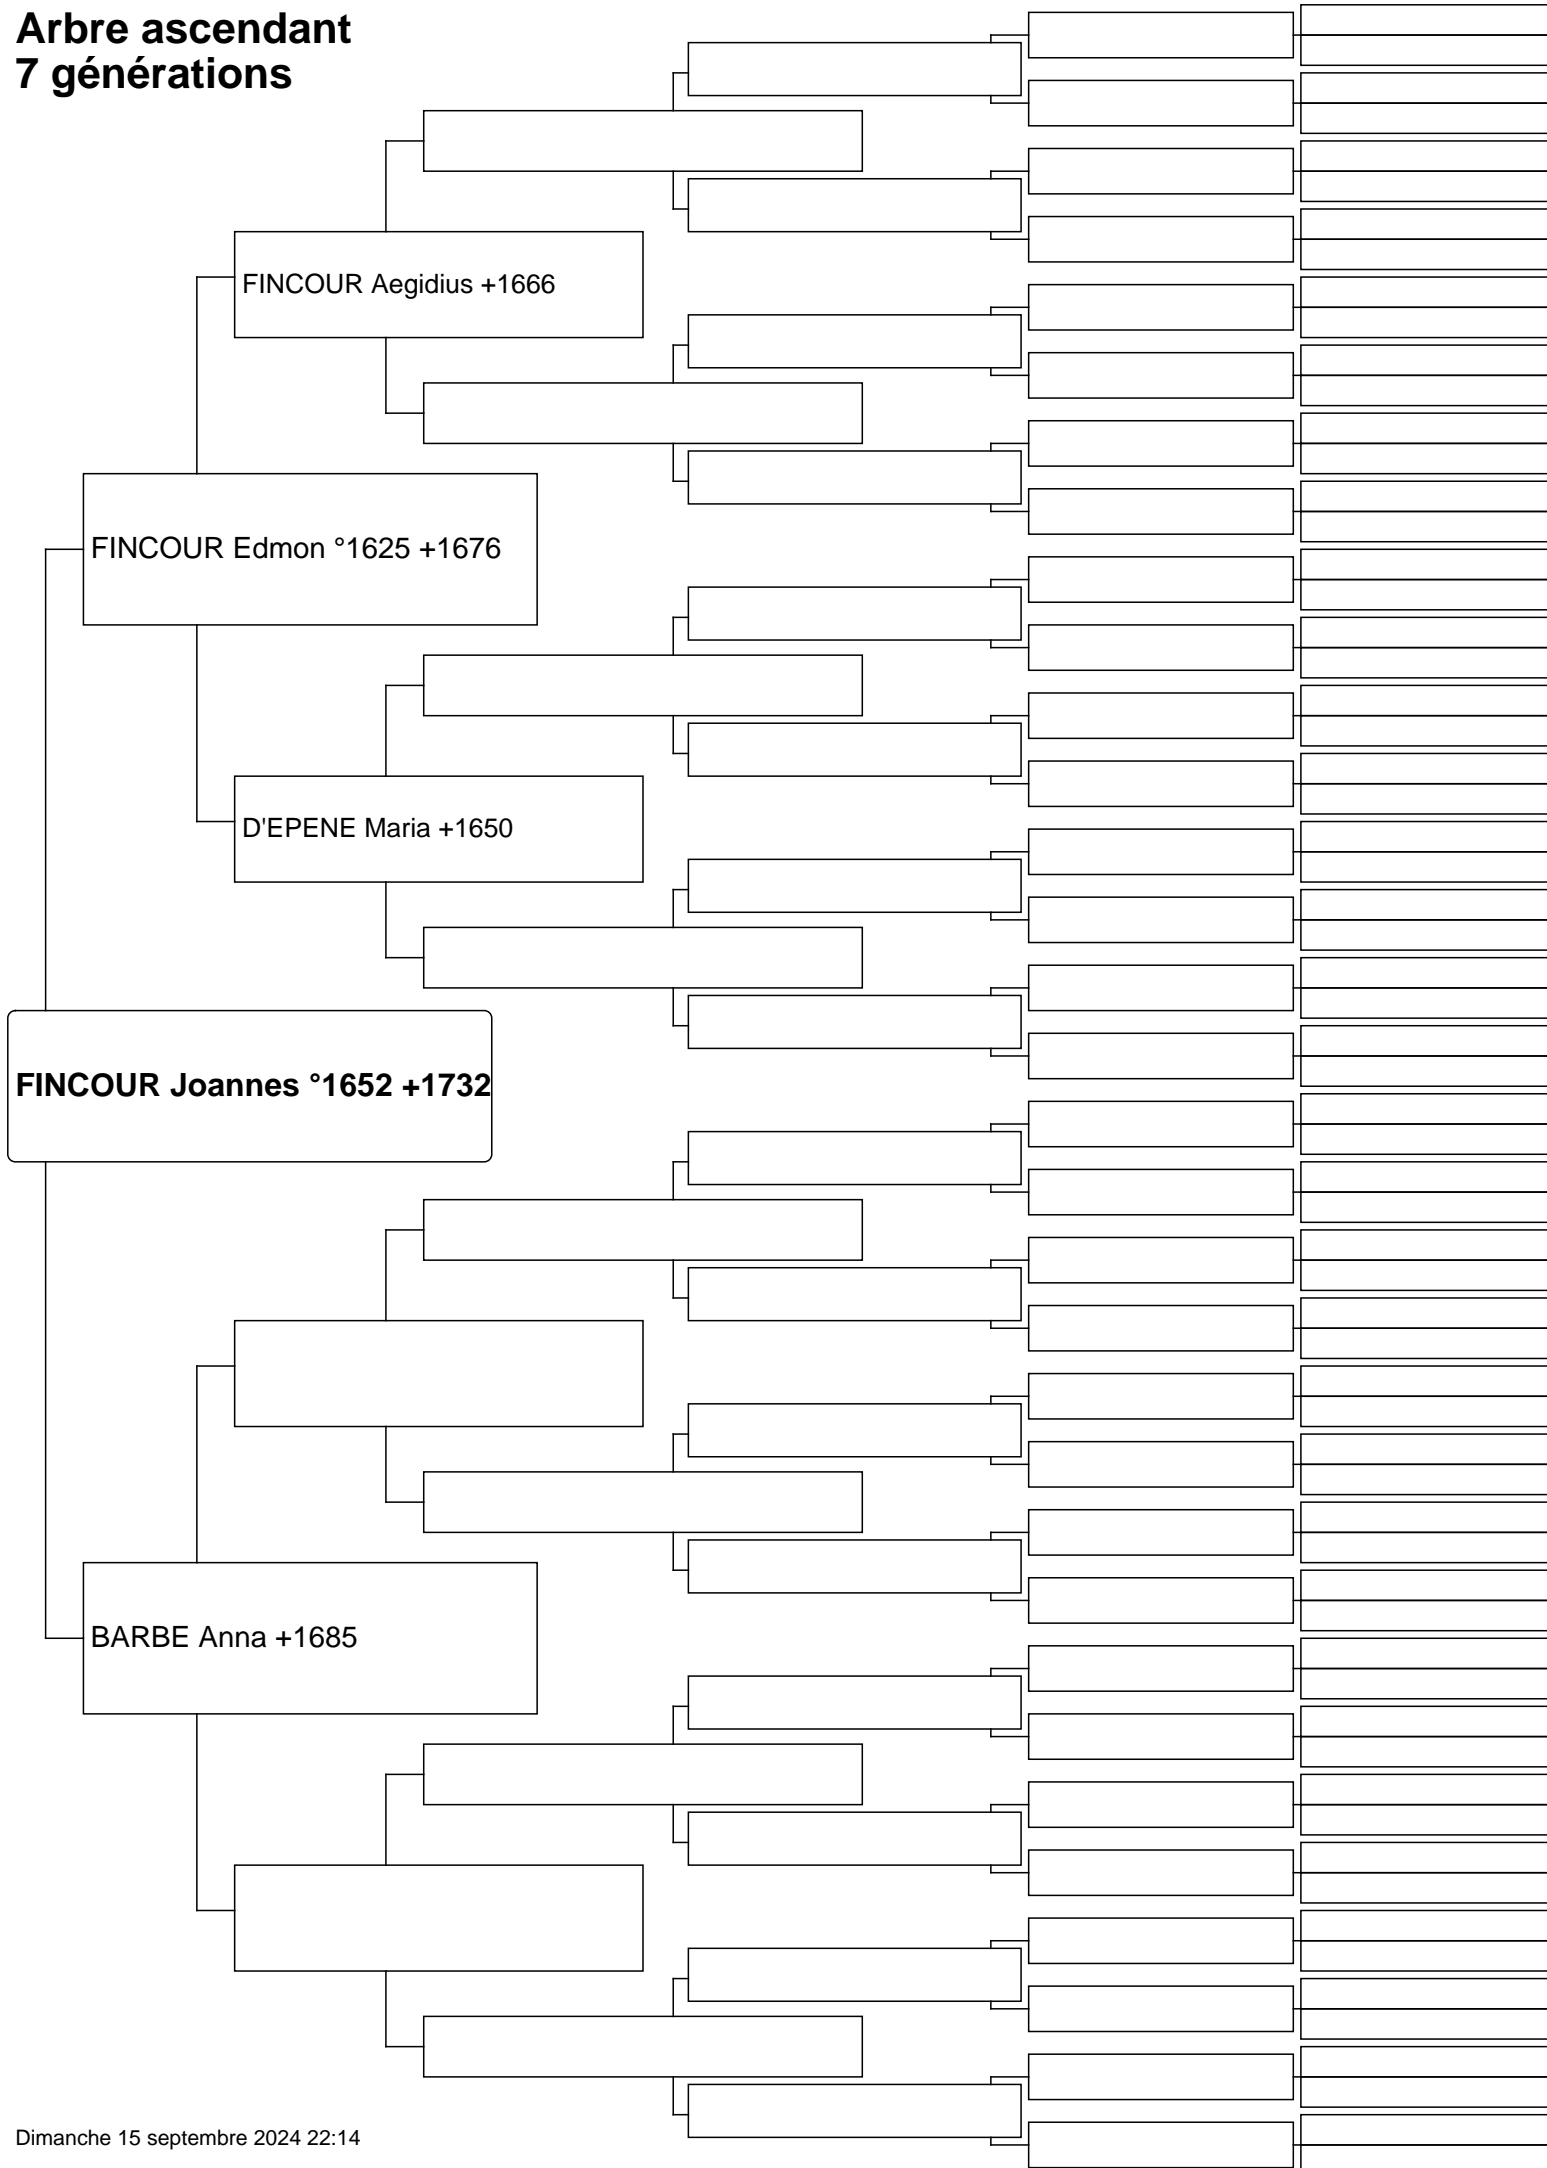 Arbre ascendant
7 générations
FINCOUR Aegidius +1666
FINCOUR Edmon °1625 +1676
D'EPENE Maria +1650
FINCOUR Joannes °1652 +1732
BARBE Anna +1685
Dimanche 15 septembre 2024 22:14